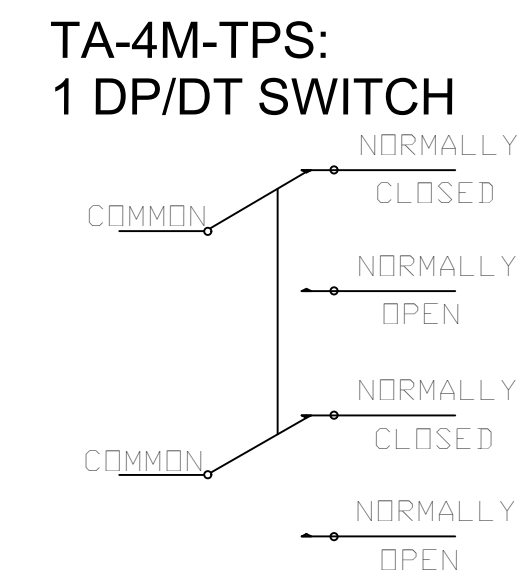 TA-4M-TPS:
1 DP/DT SWITCH
NORMALLY
CLOSED
COMMON
NORMALLY
OPEN
NORMALLY
CLOSED
COMMON
NORMALLY
OPEN